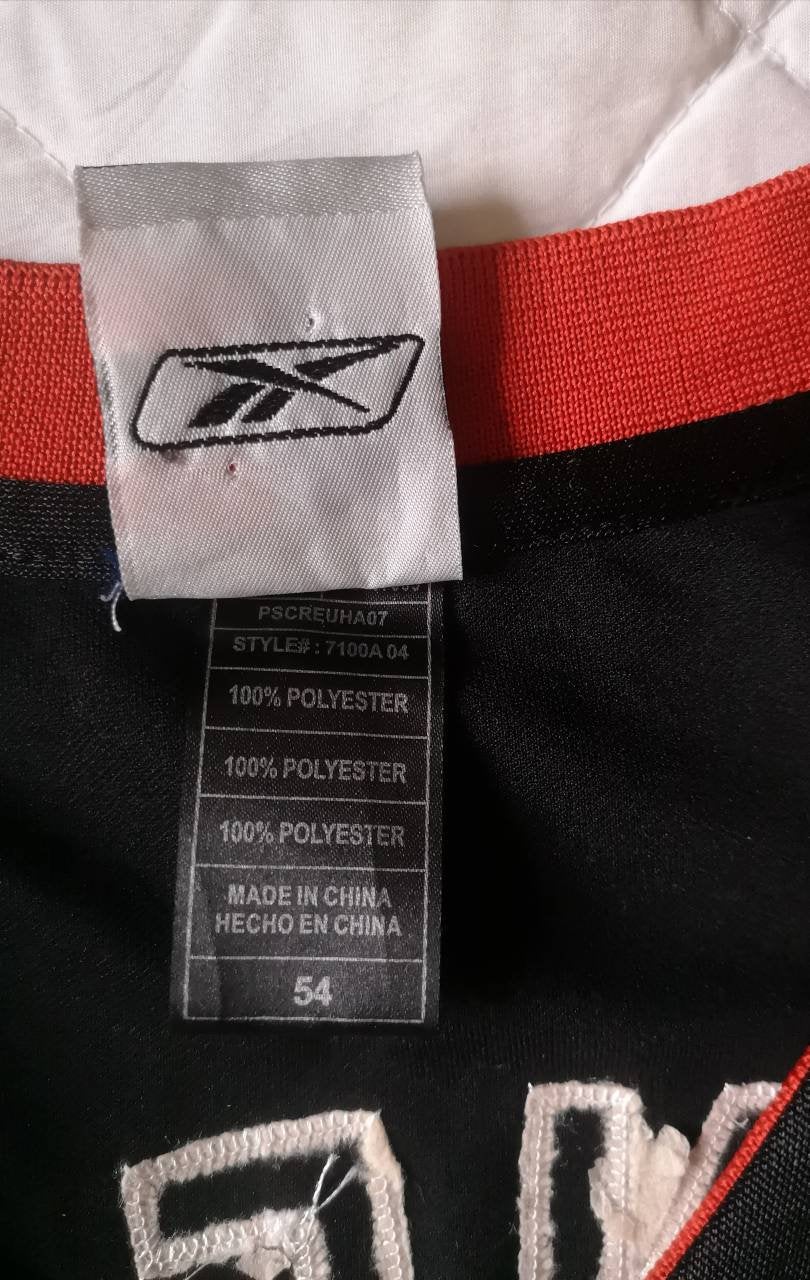 PSCREUHA07
STYLE# : 7100A 04
100% POLYESTER
100% POLYESTER
100% POLYESTER
MADE IN CHINA
HECHO EN CHINA
54